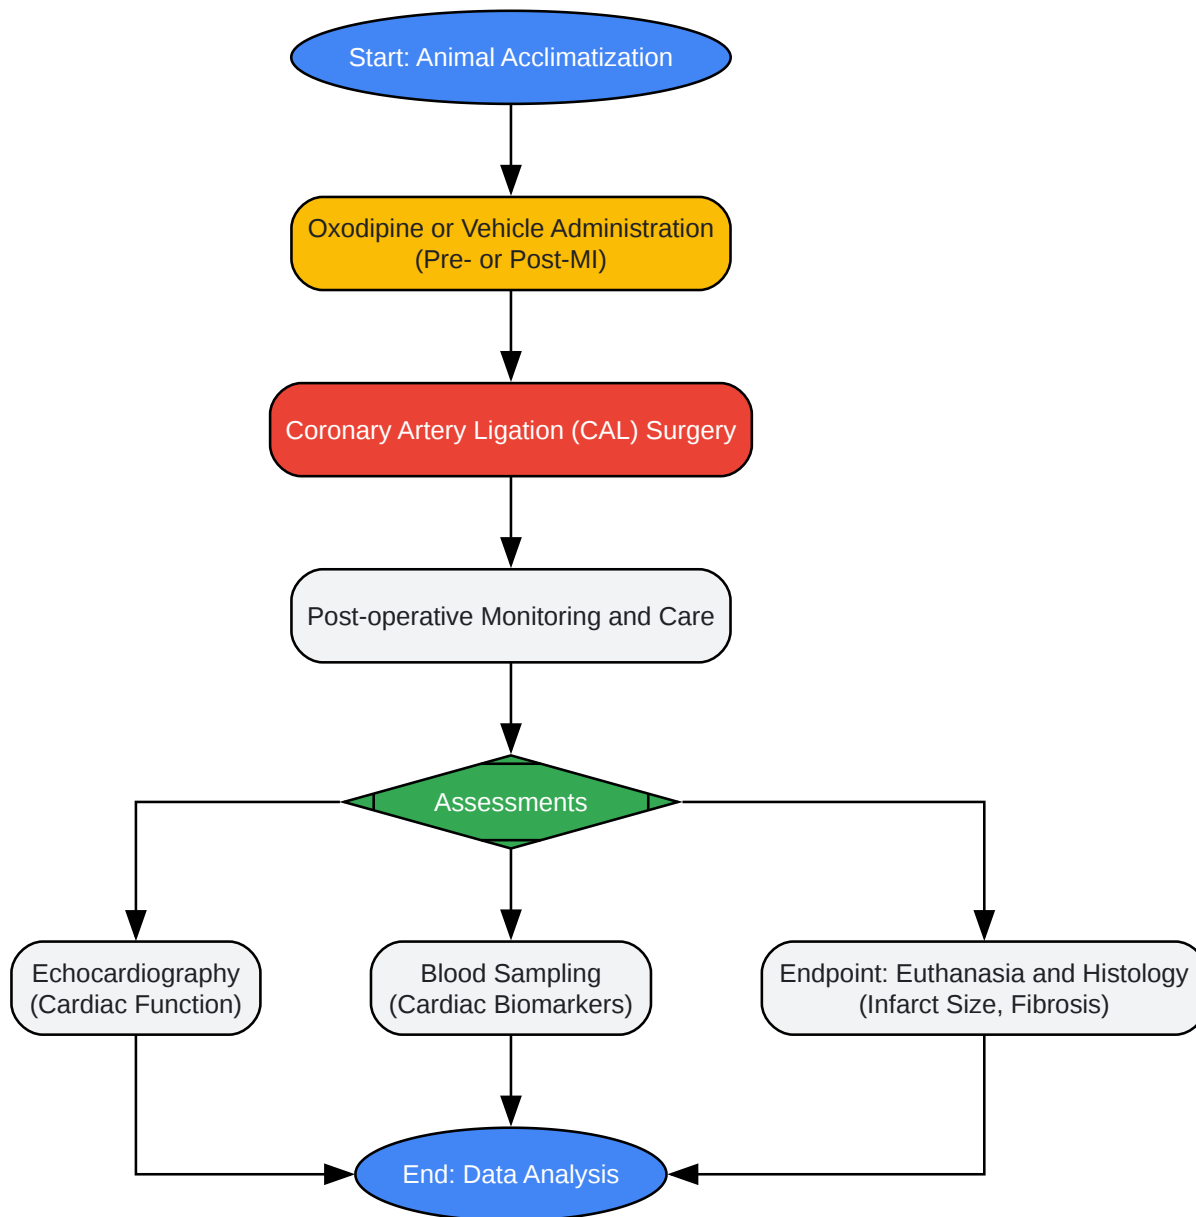 Start: Animal Acclimatization
Oxodipine or Vehicle Administration
(Pre- or Post-MI)
Coronary Artery Ligation (CAL) Surgery
Post-operative Monitoring and Care
Assessments
Echocardiography
(Cardiac Function)
Blood Sampling
(Cardiac Biomarkers)
Endpoint: Euthanasia and Histology
(Infarct Size, Fibrosis)
End: Data Analysis